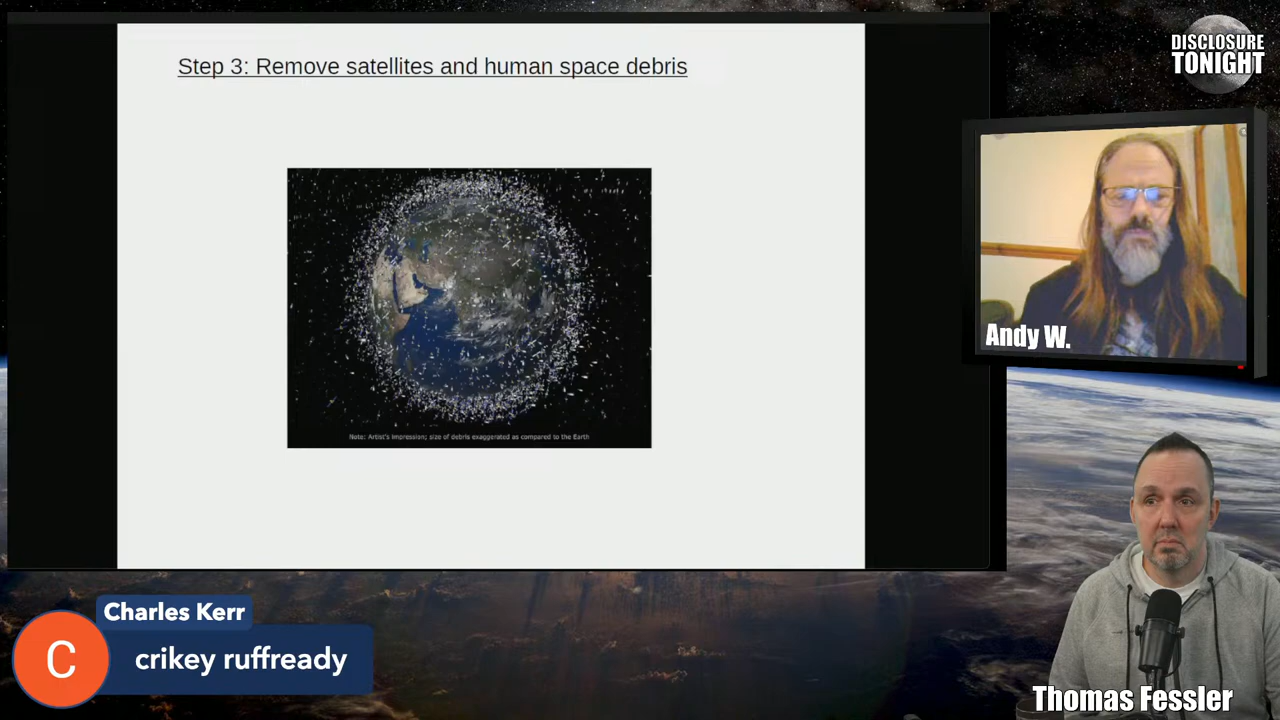 Step 3: Remove satellites and human space debris
Note: Artist's impression; size of debris exaggerated as compared to the Earth
DISCLOSURE
TONIGHT
Andy W.
Charles Kerr
C
crikey ruffready
Thomas Fessler